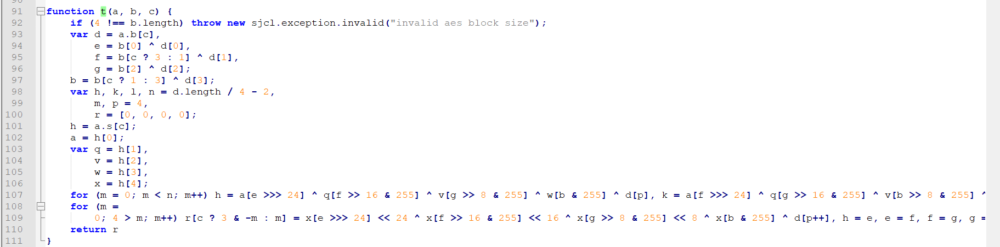 90
91 function t(a, b, c) {
92 if (4 !== b.length) throw new sjcl.exception.invalid("invalid aes block size");
93 var d = a.b[c],
94 e = b[0] ^ d[0],
95 f = b[c ? 3 : 1] ^ d[1],
96 g = b[2] ^ d[2];
97 b = b[c ? 1 : 3] ^ d[3];
98 var h, k, l, n = d.length / 4 - 2,
99 m, p = 4,
100 r = [0, 0, 0, 0];
101 h = a.s[c];
102 a = h[0];
103 var q = h[1],
104 v = h[2],
105 w = h[3],
106 x = h[4];
107 for (m = 0; m < n; m++) h = a[e >>> 24] ^ q[f >> 16 & 255] ^ v[g >> 8 & 255] ^ w[b & 255] ^ d[p], k = a[f >>> 24] ^ q[g >> 16 & 255] ^ v[b >> 8 & 255] ^
108 for (m =
109 0; 4 > m; m++) r[c ? 3 & -m : m] = x[e >>> 24] << 24 ^ x[f >> 16 & 255] << 16 ^ x[g >> 8 & 255] << 8 ^ x[b & 255] ^ d[p++], h = e, e = f, f = g, g =
110 return r
111 }